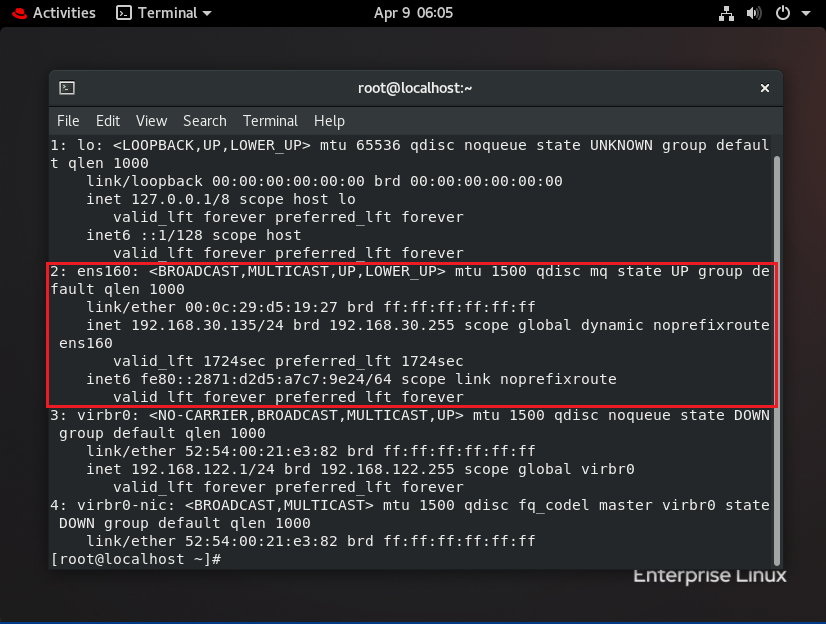 Activities Terminal Apr 9 06:05
root@localhost:~
File Edit View Search Terminal Help
1: lo: <LOOPBACK,UP,LOWER_UP> mtu 65536 qdisc noqueue state UNKNOWN group defaul
t qlen 1000
    link/loopback 00:00:00:00:00:00 brd 00:00:00:00:00:00
    inet 127.0.0.1/8 scope host lo
       valid_lft forever preferred_lft forever
    inet6 ::1/128 scope host
       valid_lft forever preferred_lft forever
2: ens160: <BROADCAST,MULTICAST,UP,LOWER_UP> mtu 1500 qdisc mq state UP group de
fault qlen 1000
    link/ether 00:0c:29:d5:19:27 brd ff:ff:ff:ff:ff:ff
    inet 192.168.30.135/24 brd 192.168.30.255 scope global dynamic noprefixroute
 ens160
       valid_lft 1724sec preferred_lft 1724sec
    inet6 fe80::2871:d2d5:a7c7:9e24/64 scope link noprefixroute
       valid_lft forever preferred_lft forever
3: virbr0: <NO-CARRIER,BROADCAST,MULTICAST,UP> mtu 1500 qdisc noqueue state DOWN
 group default qlen 1000
    link/ether 52:54:00:21:e3:82 brd ff:ff:ff:ff:ff:ff
    inet 192.168.122.1/24 brd 192.168.122.255 scope global virbr0
       valid_lft forever preferred_lft forever
4: virbr0-nic: <BROADCAST,MULTICAST> mtu 1500 qdisc fq_codel master virbr0 state
 DOWN group default qlen 1000
    link/ether 52:54:00:21:e3:82 brd ff:ff:ff:ff:ff:ff
[root@localhost ~]#
Enterprise Linux